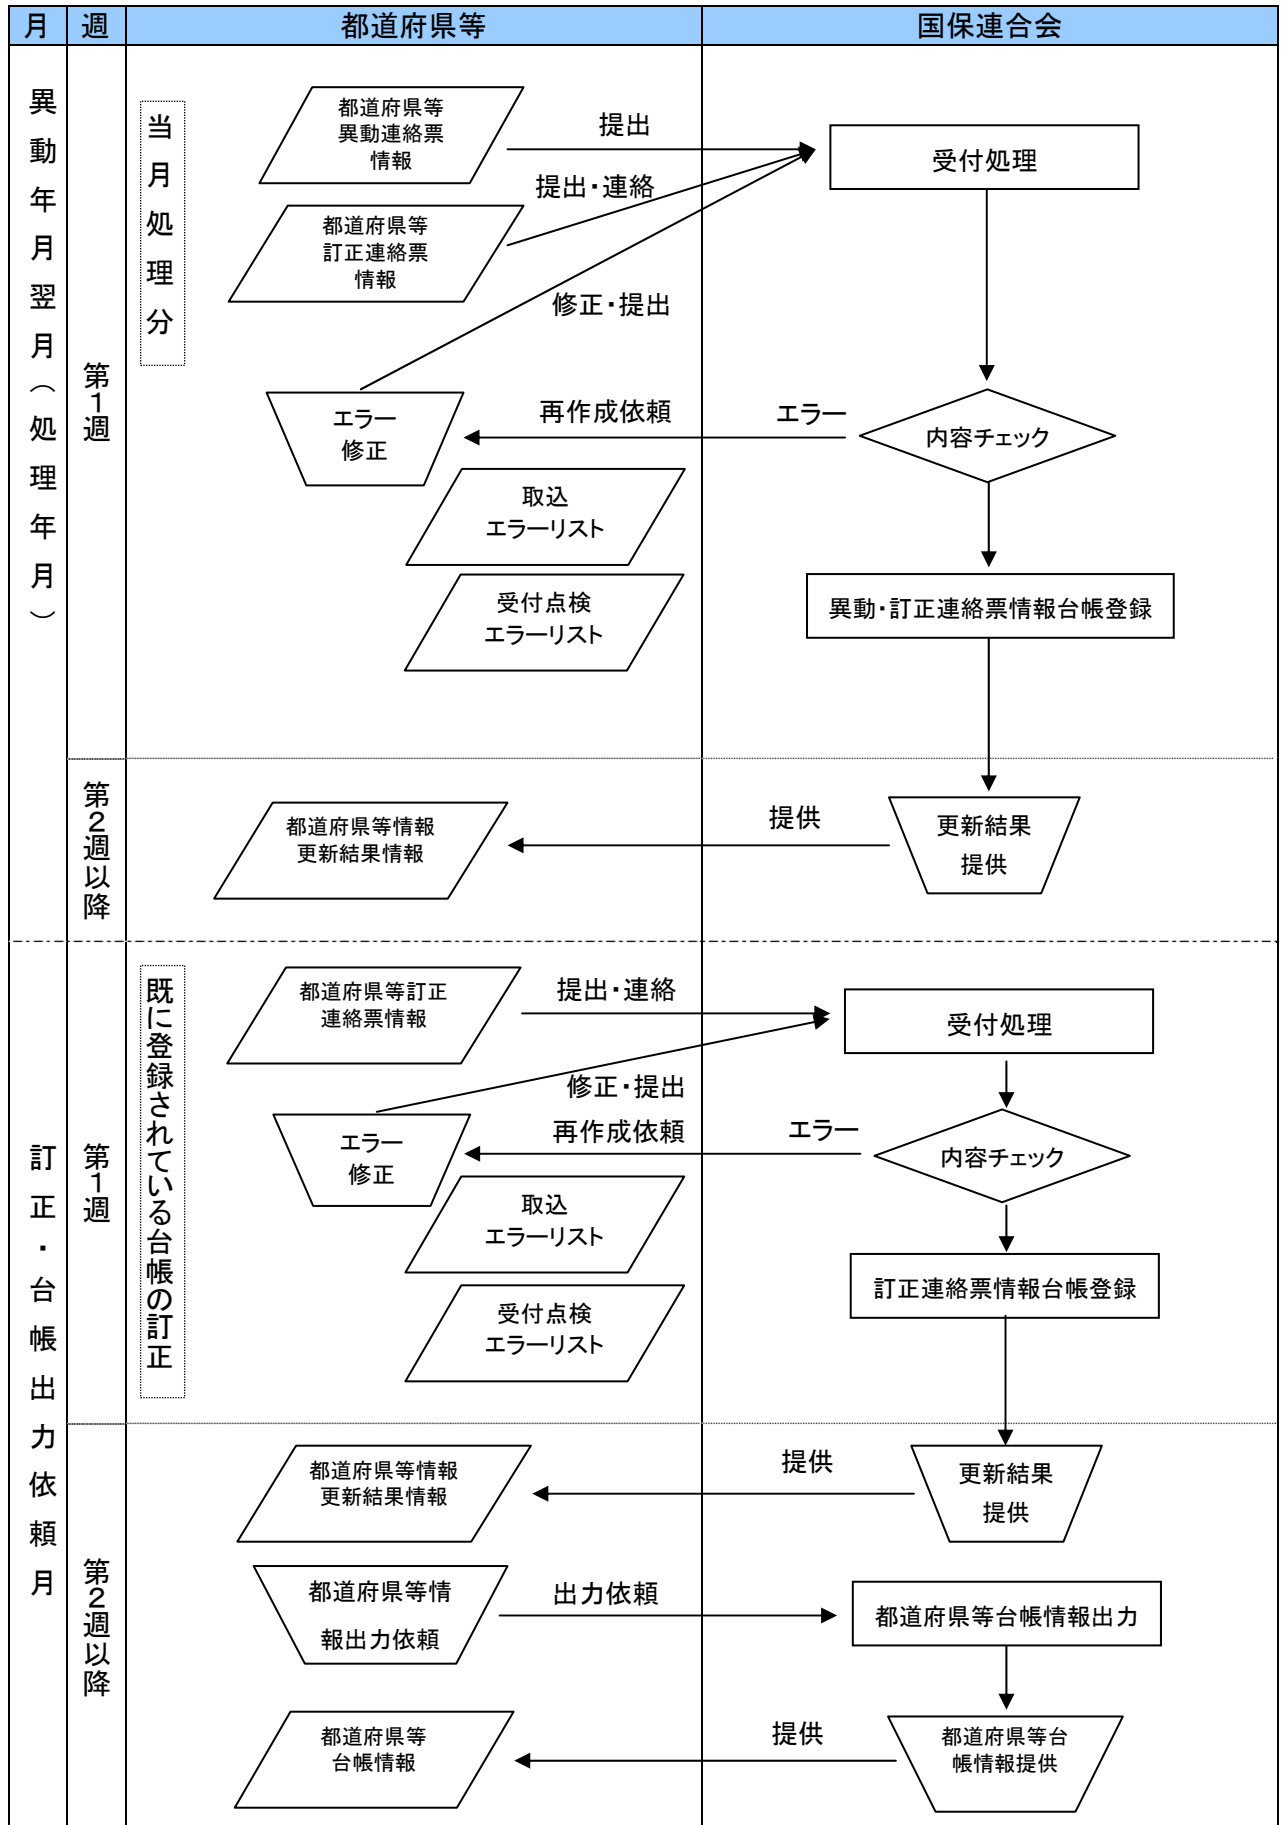 月
週
都道府県等
国保連合会
異動年月翌月（処理年月）
第1週
当月処理分
都道府県等
異動連絡票
情報
提出
受付処理
都道府県等
訂正連絡票
情報
提出・連絡
修正・提出
エラー
修正
再作成依頼
エラー
内容チェック
取込
エラーリスト
受付点検
エラーリスト
異動・訂正連絡票情報台帳登録
第2週以降
都道府県等情報
更新結果情報
提供
更新結果
提供
訂正・台帳出力依頼月
第1週
既に登録されている台帳の訂正
都道府県等訂正
連絡票情報
提出・連絡
受付処理
修正・提出
エラー
修正
再作成依頼
エラー
内容チェック
取込
エラーリスト
受付点検
エラーリスト
訂正連絡票情報台帳登録
第2週以降
都道府県等情報
更新結果情報
提供
更新結果
提供
都道府県等情
報出力依頼
出力依頼
都道府県等台帳情報出力
都道府県等
台帳情報
提供
都道府県等台
帳情報提供